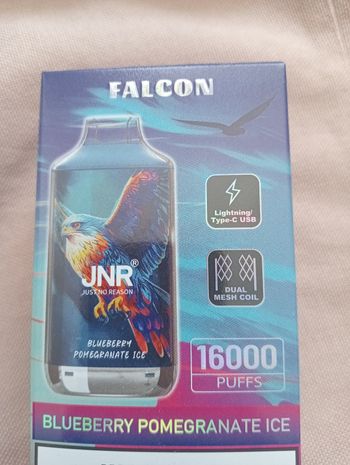 FALCON
Lightning/
Type-C USB
JNR®
JUST NO REASON
DUAL
MESH COIL
BLUEBERRY
POMEGRANATE ICE
16000
PUFFS
BLUEBERRY POMEGRANATE ICE